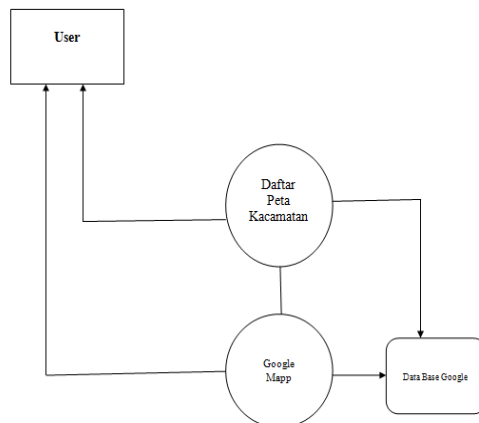 User
Daftar
Peta
Kacamatan
Google
Mapp
Data Base Google